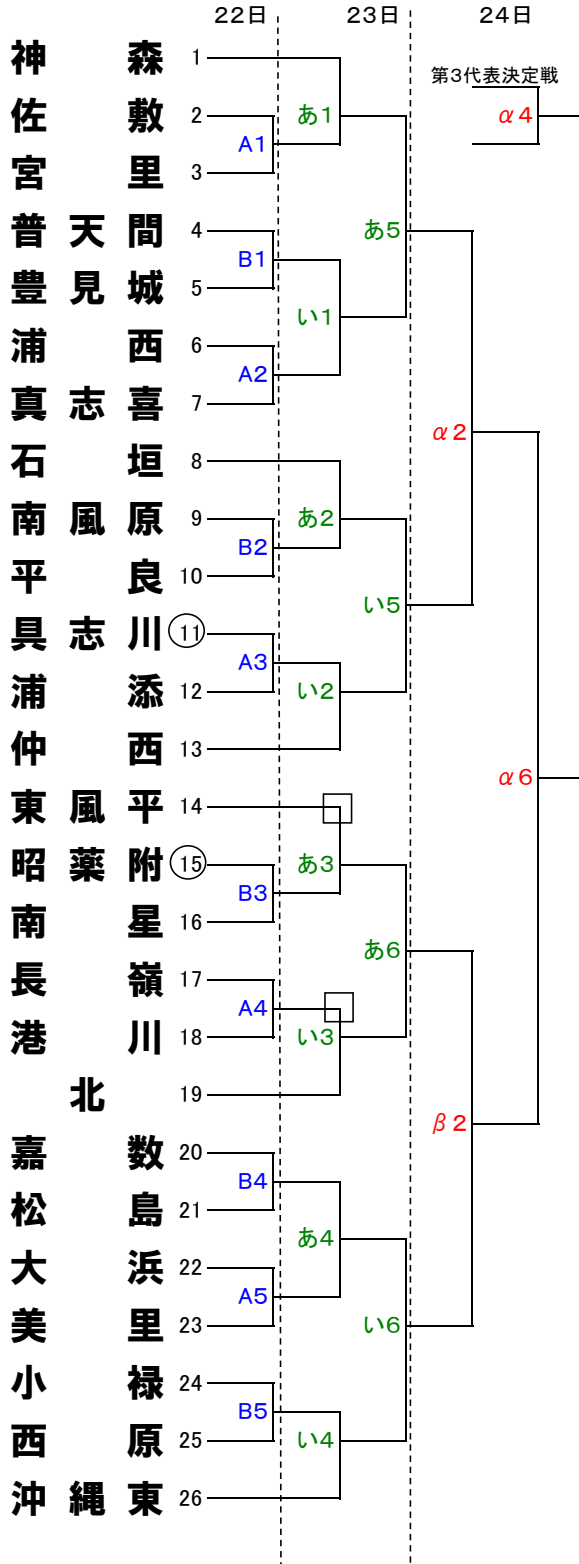 22日 23日 24日
神森 1
第3代表決定戦
佐敷 2 あ1 α4
A1
宮里 3
普天間 4 あ5
B1
豊見城 5
い1
浦西 6
A2
真志喜 7
α2
石垣 8
南風原 9 あ2
B2
平良 10
い5
具志川 11
A3
浦添 12 い2
仲西 13
α6
東風平 14
昭薬附 15 あ3
B3
南星 16
あ6
長嶺 17
A4
港川 18 い3
北 19
β2
嘉数 20
B4
松島 21
あ4
大浜 22
A5
美里 23 い6
小禄 24
B5
西原 25 い4
沖縄東 26